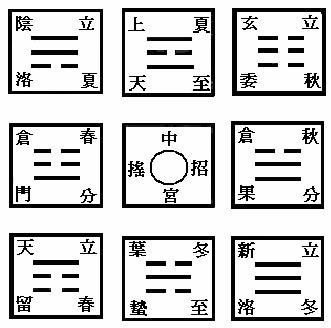 立夏
陰洛
夏至
上天
立秋
玄委
春分
倉門
中宮
招搖
秋分
倉果
立春
天留
冬至
葉蟄
立冬
新洛